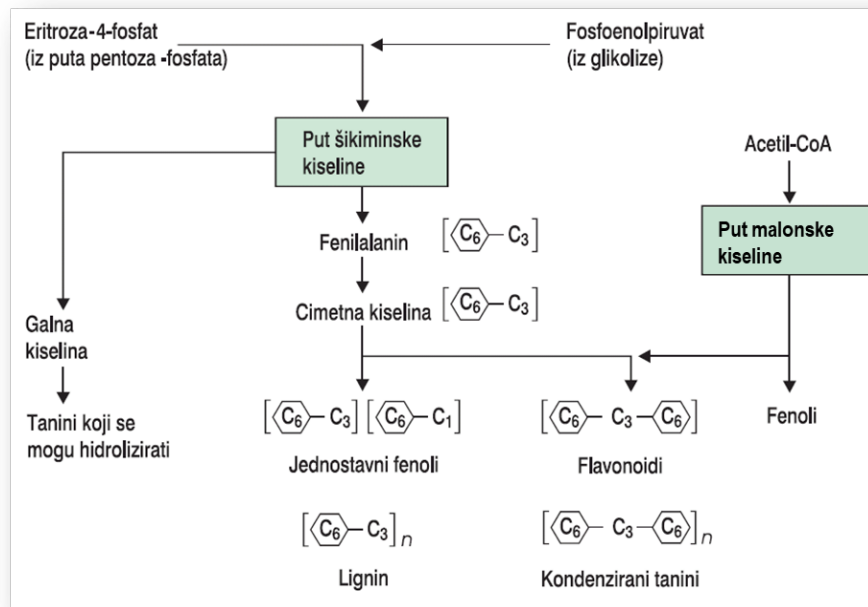 Eritroza-4-fosfat
(iz puta pentoza -fosfata)
Fosfoenolpiruvat
(iz glikolize)
Put šikiminske
kiseline
Acetil-CoA
Put malonske
kiseline
Fenilalanin [C6–C3]
Cimetna kiselina [C6–C3]
Galna
kiselina
Tanini koji se
mogu hidrolizirati
[C6–C3] [C6–C1]
Jednostavni fenoli
[C6–C3–C6]
Flavonoidi
Fenoli
[C6–C3]n
Lignin
[C6–C3–C6]n
Kondenzirani tanini